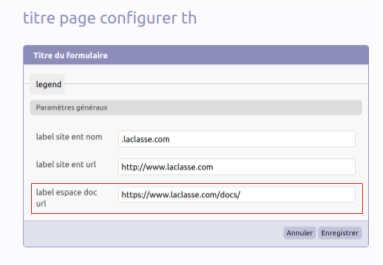 titre page configurer th
Titre du formulaire
legend
Paramètres généraux
label site ent nom
.laclasse.com
label site ent url
http://www.laclasse.com
label espace doc
url
https://www.laclasse.com/docs/
Annuler Enregistrer